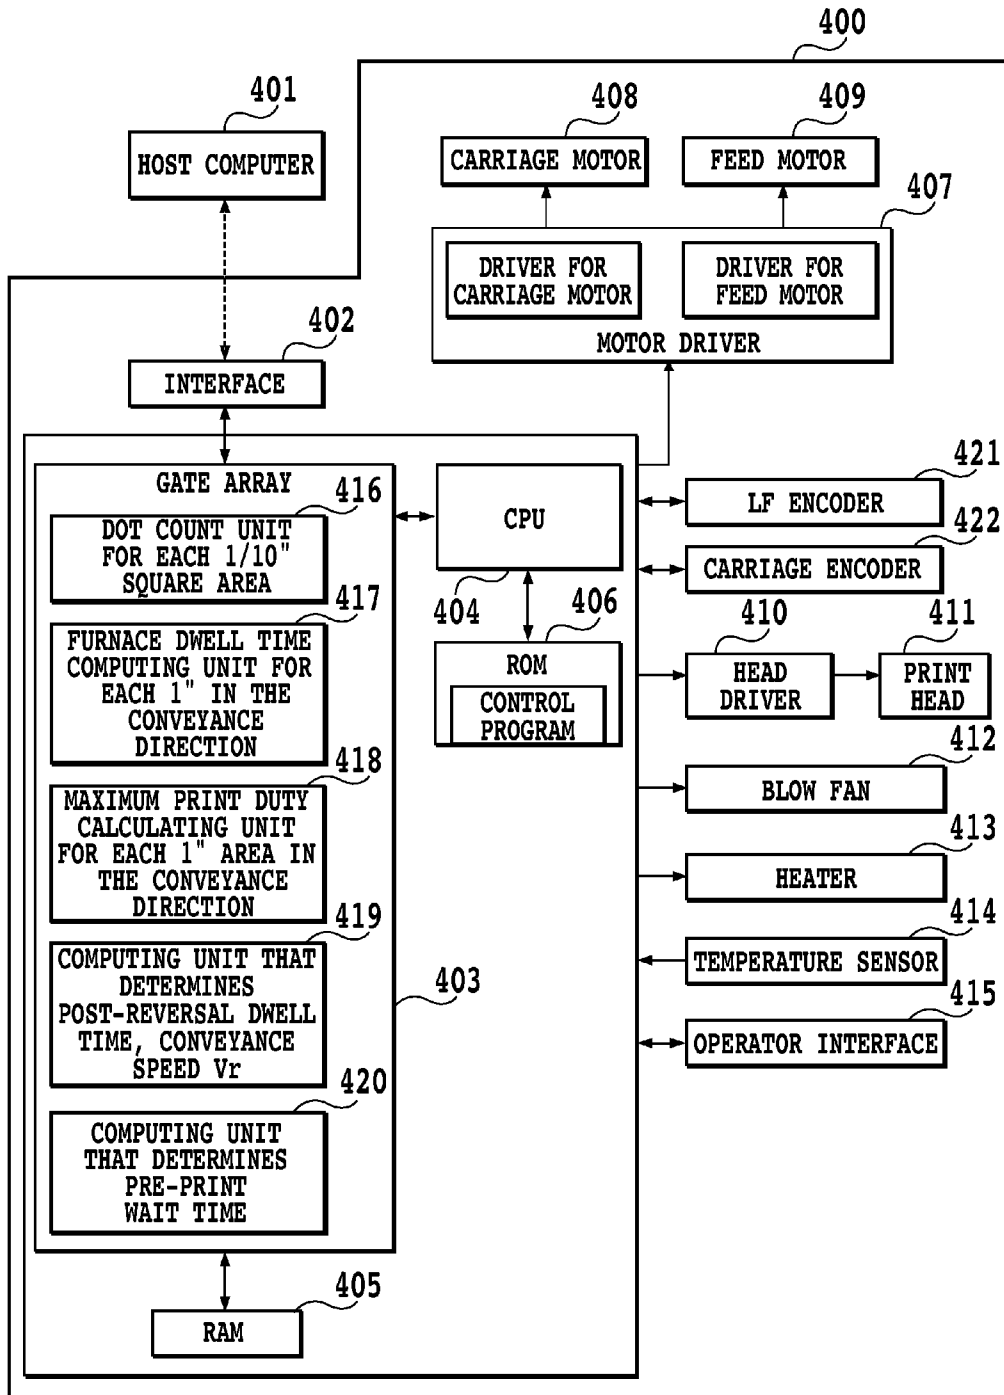 400
401
HOST COMPUTER
408
CARRIAGE MOTOR
409
FEED MOTOR
407
DRIVER FOR
CARRIAGE MOTOR
DRIVER FOR
FEED MOTOR
MOTOR DRIVER
402
INTERFACE
GATE ARRAY
416
DOT COUNT UNIT
FOR EACH 1/10"
SQUARE AREA
417
FURNACE DWELL TIME
COMPUTING UNIT FOR
EACH 1" IN THE
CONVEYANCE
DIRECTION
418
MAXIMUM PRINT DUTY
CALCULATING UNIT
FOR EACH 1" AREA IN
THE CONVEYANCE
DIRECTION
419
COMPUTING UNIT THAT
DETERMINES
POST-REVERSAL DWELL
TIME, CONVEYANCE
SPEED Vr
403
420
COMPUTING UNIT
THAT DETERMINES
PRE-PRINT
WAIT TIME
405
RAM
CPU
404
406
ROM
CONTROL
PROGRAM
421
LF ENCODER
422
CARRIAGE ENCODER
410
HEAD
DRIVER
411
PRINT
HEAD
412
BLOW FAN
413
HEATER
414
TEMPERATURE SENSOR
415
OPERATOR INTERFACE